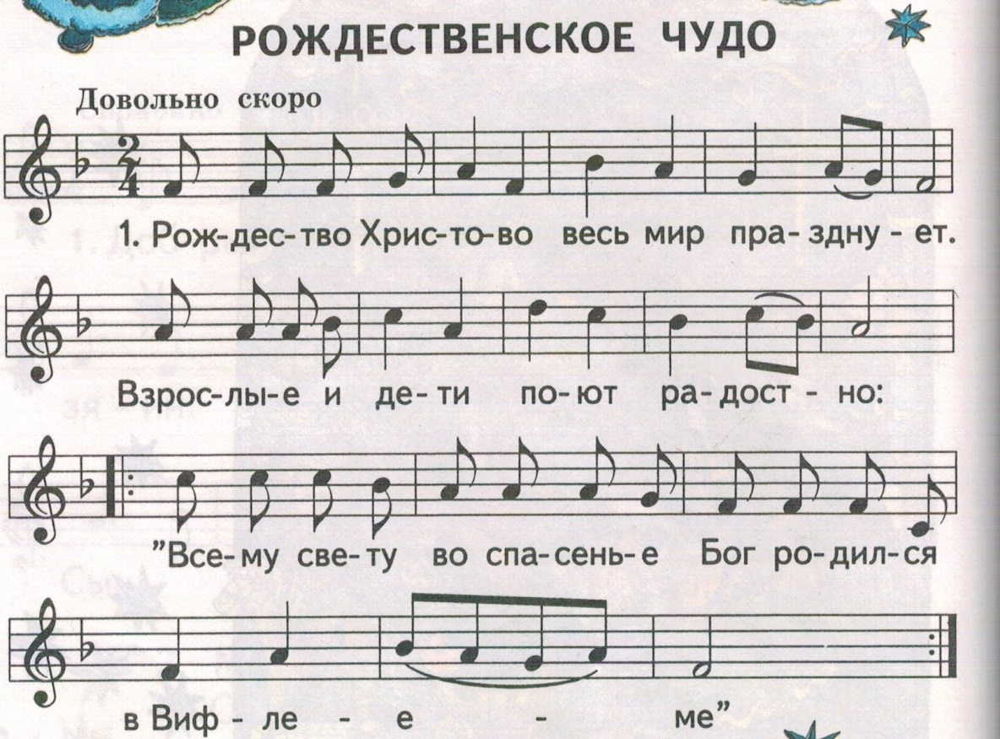 РОЖДЕСТВЕНСКОЕ ЧУДО
Довольно скоро
2
4
1. Рож-дес-тво Хрис-то-во весь мир пра-здну-ет.
Взрос-лы-е и де-ти по-ют ра-дост-но:
"Все-му све-ту во спа-сень-е Бог ро-дил-ся
в Виф-ле-е-ме"